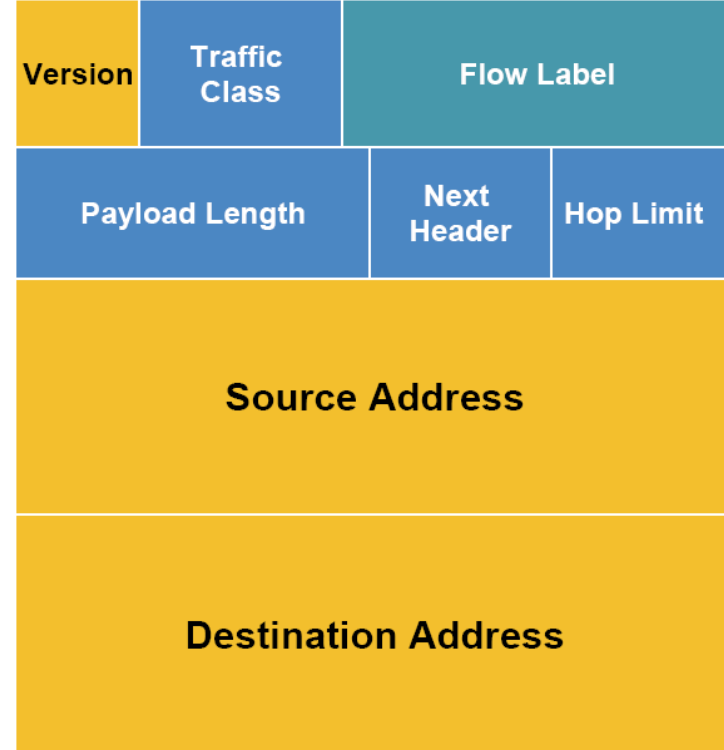 Version
Traffic
Class
Flow Label
Payload Length
Next
Header
Hop Limit
Source Address
Destination Address